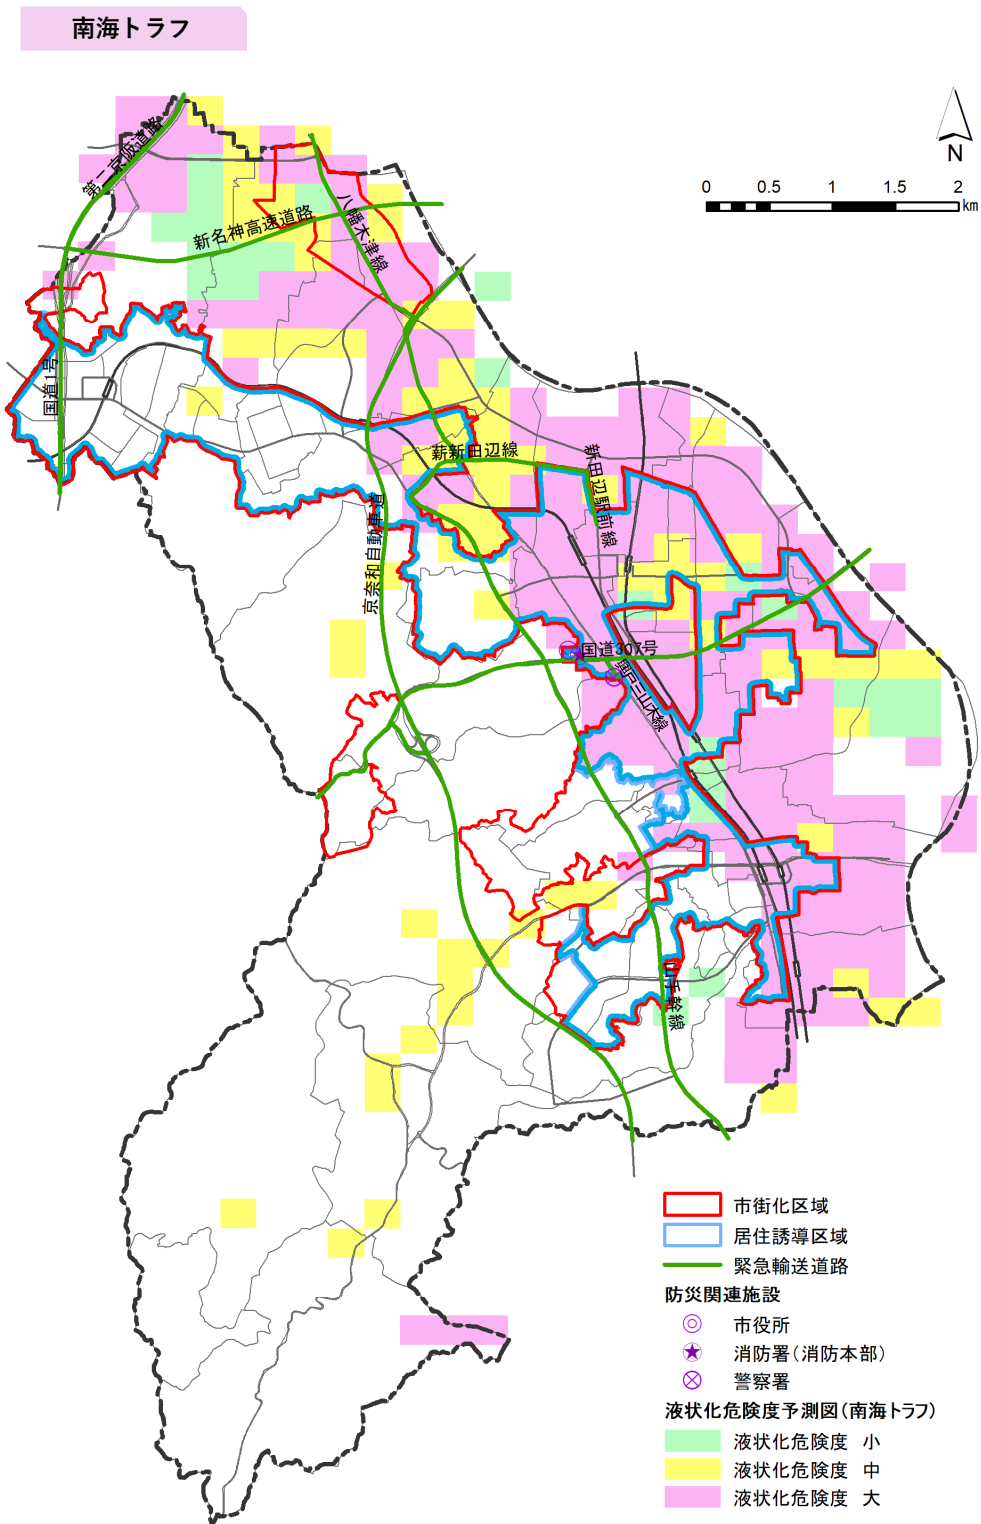 南海トラフ
N
0 0.5 1 1.5 2
km
第二京阪道路
新名神高速道路
八幡木津線
国道1号
薪新田辺線
新田辺駅前線
京奈和自動車道
国道307号
興戸三山木線
山手幹線
市街化区域
居住誘導区域
緊急輸送道路
防災関連施設
市役所
消防署(消防本部)
警察署
液状化危険度予測図(南海トラフ)
液状化危険度 小
液状化危険度 中
液状化危険度 大